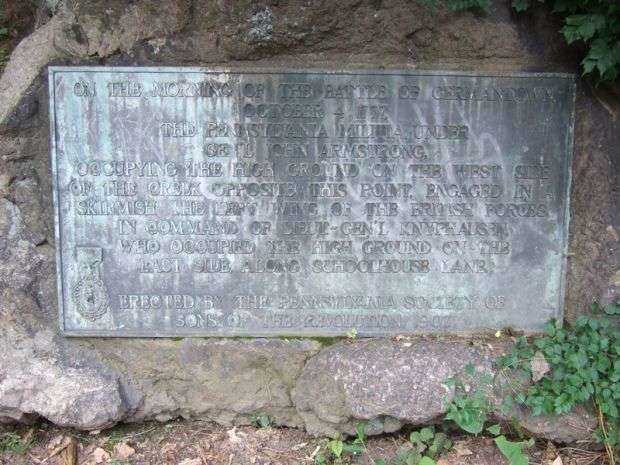 ON THE MORNING OF THE BATTLE OF GERMANTOWN
OCTOBER 4 1777
THE PENNSYLVANIA MILITIA UNDER
GEN'L JOHN ARMSTRONG,
OCCUPYING THE HIGH GROUND ON THE WEST SIDE
OF THE CREEK OPPOSITE THIS POINT, ENGAGED IN A
SKIRMISH THE LEFT WING OF THE BRITISH FORCES
IN COMMAND OF LIEUT-GEN'L KNYPHAUSEN
WHO OCCUPIED THE HIGH GROUND ON THE
EAST SIDE ALONG SCHOOLHOUSE LANE.
ERECTED BY THE PENNSYLVANIA SOCIETY OF
SONS OF THE REVOLUTION 1907